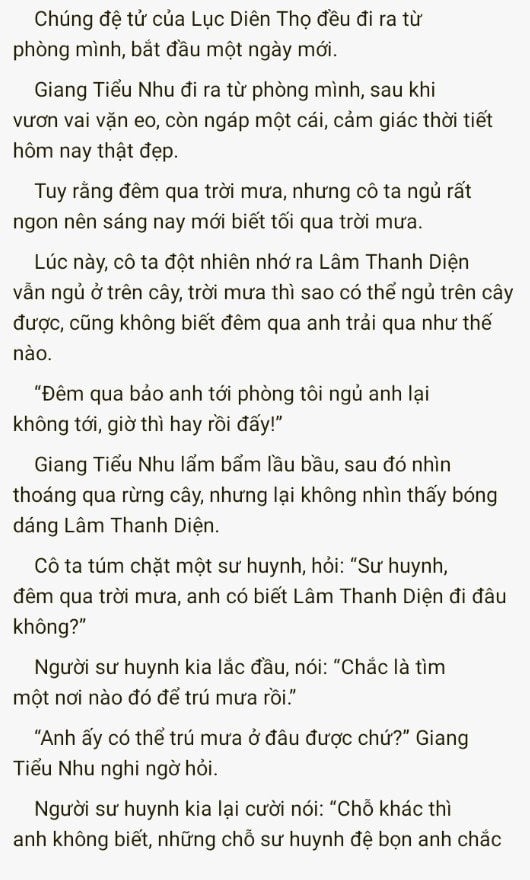 Chúng đệ tử của Lục Diên Thọ đều đi ra từ
phòng mình, bắt đầu một ngày mới.
Giang Tiểu Nhu đi ra từ phòng mình, sau khi
vươn vai vặn eo, còn ngáp một cái, cảm giác thời tiết
hôm nay thật đẹp.
Tuy rằng đêm qua trời mưa, nhưng cô ta ngủ rất
ngon nên sáng nay mới biết tối qua trời mưa.
Lúc này, cô ta đột nhiên nhớ ra Lâm Thanh Diện
vẫn ngủ ở trên cây, trời mưa thì sao có thể ngủ trên cây
được, cũng không biết đêm qua anh trải qua như thế
nào.
“Đêm qua bảo anh tới phòng tôi ngủ anh lại
không tới, giờ thì hay rồi đấy!”
Giang Tiểu Nhu lẩm bẩm lầu bầu, sau đó nhìn
thoáng qua rừng cây, nhưng lại không nhìn thấy bóng
dáng Lâm Thanh Diện.
Cô ta túm chặt một sư huynh, hỏi: “Sư huynh,
đêm qua trời mưa, anh có biết Lâm Thanh Diện đi đâu
không?”
Người sư huynh kia lắc đầu, nói: “Chắc là tìm
một nơi nào đó để trú mưa rồi.”
“Anh ấy có thể trú mưa ở đâu được chứ?” Giang
Tiểu Nhu nghi ngờ hỏi.
Người sư huynh kia lại cười nói: “Chỗ khác thì
anh không biết, những chỗ sư huynh đệ bọn anh chắc